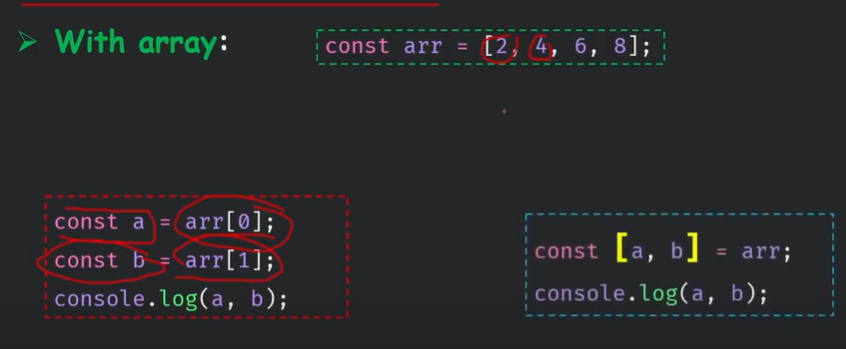 ➢ With array:
const arr = [2, 4, 6, 8];
const a = arr[0];
const b = arr[1];
console.log(a, b);
const [a, b] = arr;
console.log(a, b);